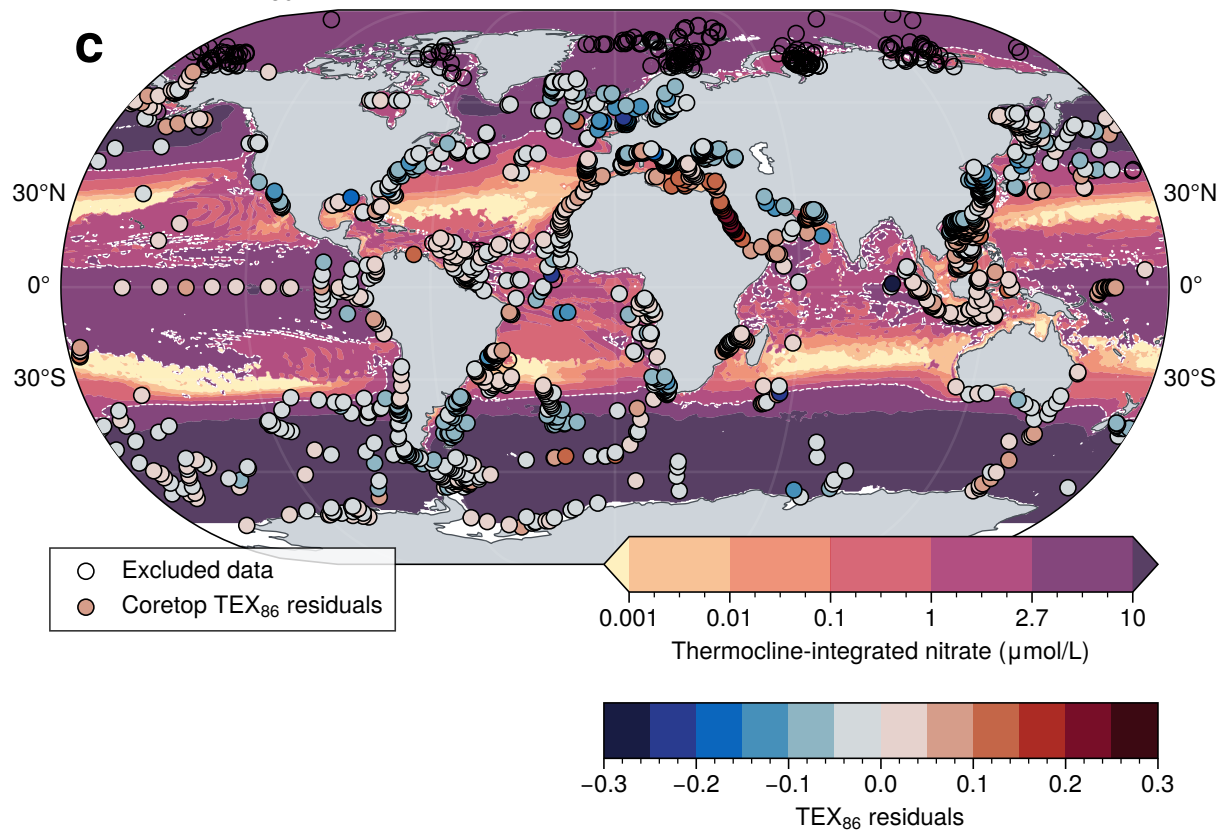 c
30°N
30°N
0°
0°
30°S
30°S
Excluded data
Coretop TEX₈₆ residuals
0.001 0.01 0.1 1 2.7 10
Thermocline-integrated nitrate (μmol/L)
−0.3 −0.2 −0.1 0.0 0.1 0.2 0.3
TEX₈₆ residuals